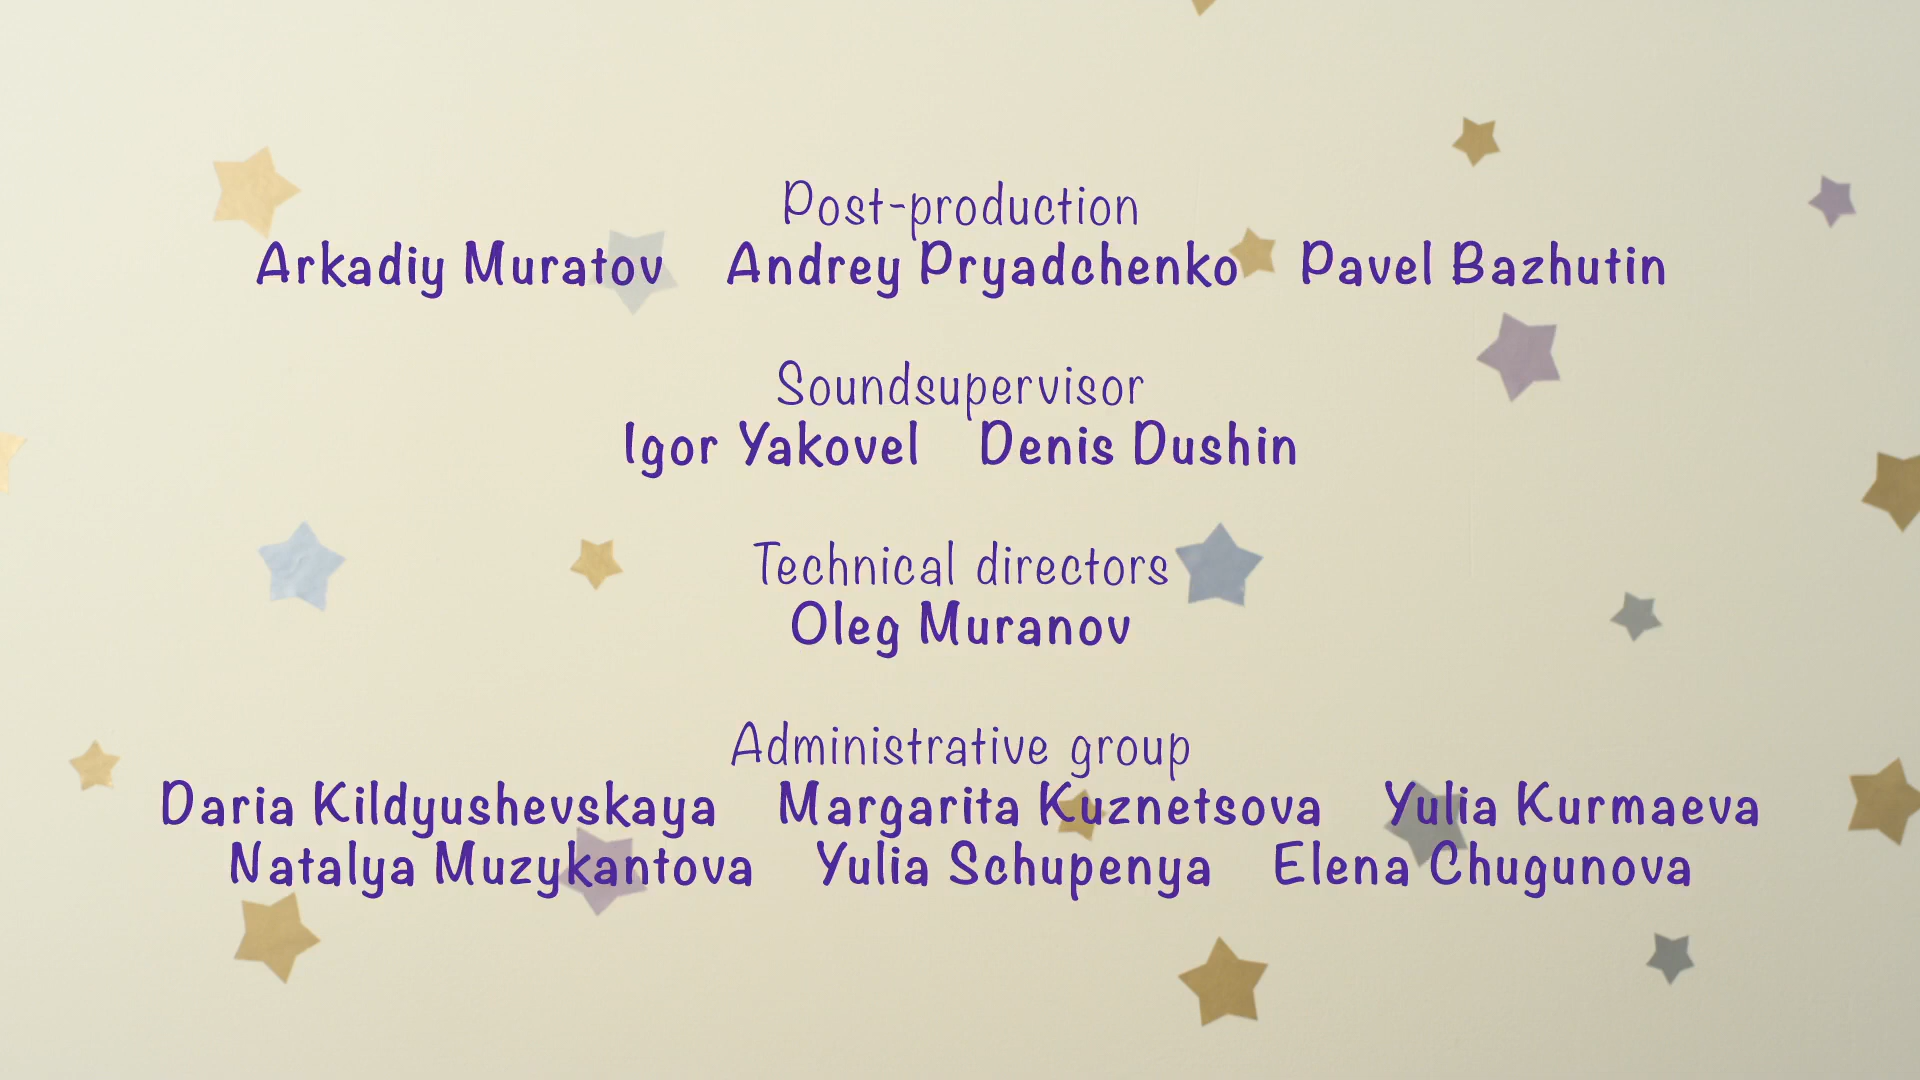 Post-production
Arkadiy Muratov Andrey Pryadchenko Pavel Bazhutin
Soundsupervisor
Igor Yakovel Denis Dushin
Technical directors
Oleg Muranov
Administrative group
Daria Kildyushevskaya Margarita Kuznetsova Yulia Kurmaeva
Natalya Muzykantova Yulia Schupenya Elena Chugunova